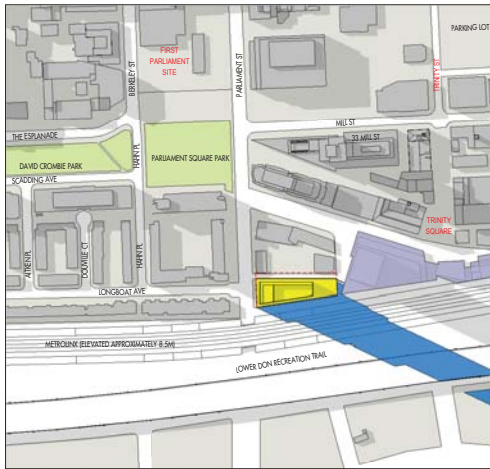 PARKING LOT
FIRST
PARLIAMENT
SITE
BERKELEY ST
PARLIAMENT ST
TRINITY ST
MILL ST
THE ESPLANADE
33 MILL ST
HAHN PL
PARLIAMENT SQUARE PARK
DAVID CROMBIE PARK
SCADDING AVE
TRINITY
SQUARE
AITKEN PL
DOUVILLE CT
HAHN PL
LONGBOAT AVE
METROLINX (ELEVATED APPROXIMATELY 8.5M)
LOWER DON RECREATION TRAIL